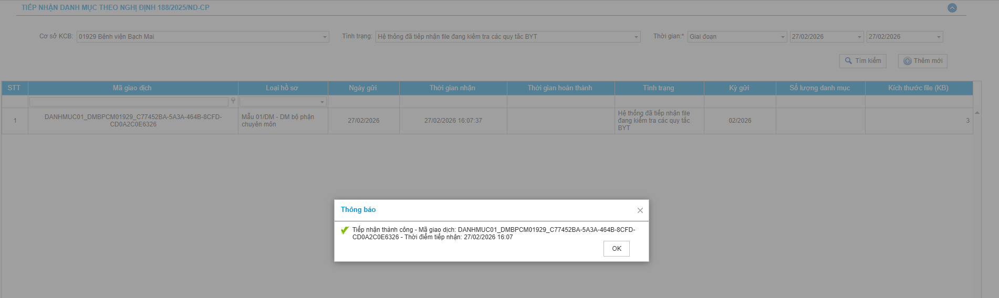 TIẾP NHẬN DANH MỤC THEO NGHỊ ĐỊNH 188/2025/ND-CP
Cơ sở KCB: 01929 Bệnh viện Bạch Mai Tình trạng: Hệ thống đã tiếp nhận file đang kiểm tra các quy tắc BYT Thời gian:* Giai đoạn 27/02/2026 27/02/2026
Tìm kiếm Thêm mới
STT Mã giao dịch Loại hồ sơ Ngày gửi Thời gian nhận Thời gian hoàn thành Tình trạng Kỳ gửi Số lượng danh mục Kích thước file (KB)
1 DANHMUC01_DMBPCM01929_C77452BA-5A3A-464B-8CFD-
CD0A2C0E6326
Mẫu 01/DM - DM bộ phận
chuyên môn
27/02/2026 27/02/2026 16:07:37
Hệ thống đã tiếp nhận file
đang kiểm tra các quy tắc
BYT
02/2026 3
Thông báo
Tiếp nhận thành công - Mã giao dịch: DANHMUC01_DMBPCM01929_C77452BA-5A3A-464B-8CFD-
CD0A2C0E6326 - Thời điểm tiếp nhận: 27/02/2026 16:07
OK